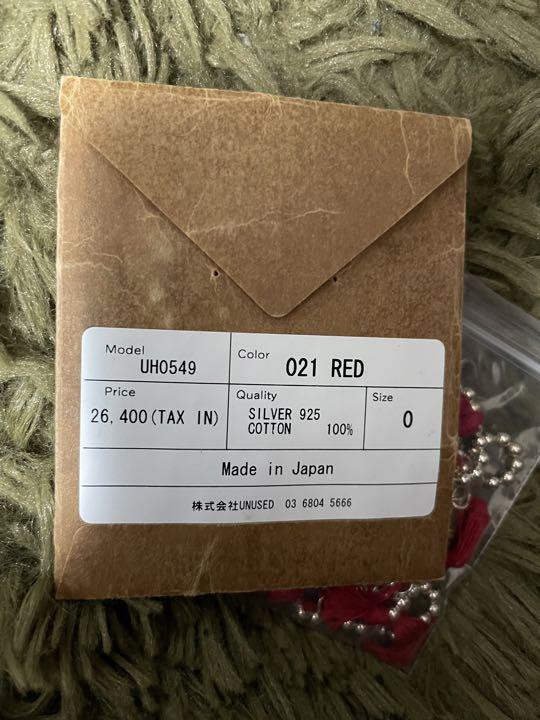 Model UH0549
Color 021 RED
Price 26,400(TAX IN)
Quality SILVER 925
COTTON 100%
Size 0
Made in Japan
株式会社UNUSED 03 6804 5666